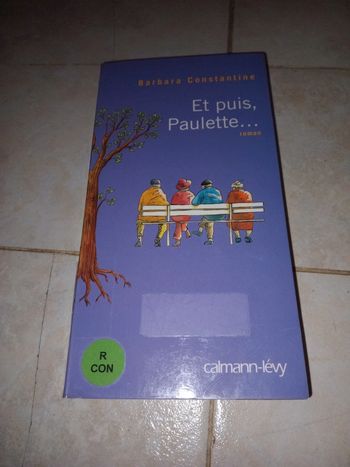 Barbara Constantine
Et puis,
Paulette...
roman
R
CON
calmann-lévy